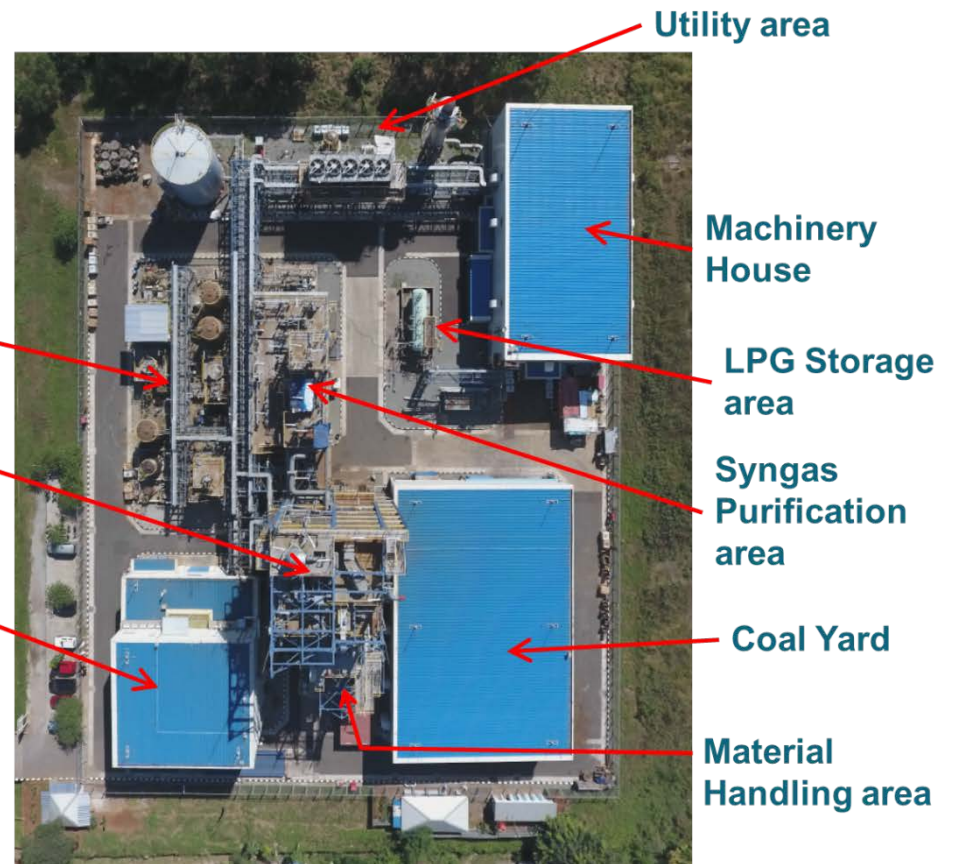 Utility area
Machinery
House
LPG Storage
area
Syngas
Purification
area
Coal Yard
Material
Handling area